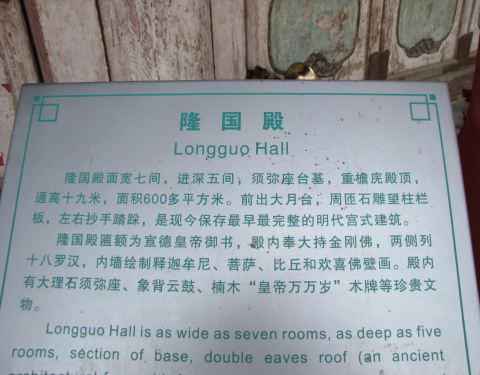 隆国殿
Longguo Hall
隆国殿面宽七间，进深五间，须弥座台基，重檐庑殿顶，
通高十九米，面积600多平方米。前出大月台，周匝石雕望柱栏
板，左右抄手踏跺，是现今保存最早最完整的明代宫式建筑。
隆国殿匾额为宣德皇帝御书，殿内奉大持金刚佛，两侧列
十八罗汉，内墙绘制释迦牟尼、菩萨、比丘和欢喜佛壁画。殿内
有大理石须弥座、象背云鼓、楠木“皇帝万万岁”术牌等珍贵文
物。
Longguo Hall is as wide as seven rooms, as deep as five
rooms, section of base, double eaves roof (an ancient